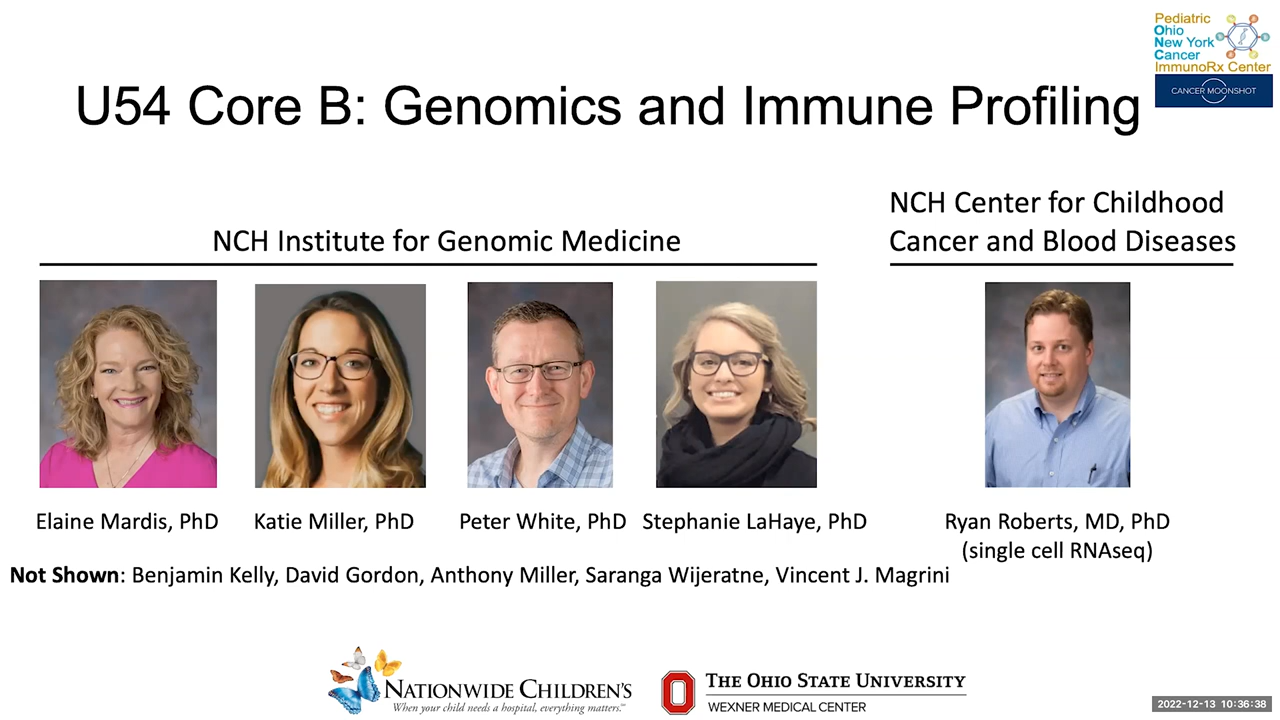 Pediatric
Ohio
New York
Cancer
ImmunoRx Center
CANCER MOONSHOT
U54 Core B: Genomics and Immune Profiling
NCH Institute for Genomic Medicine
NCH Center for Childhood
Cancer and Blood Diseases
Elaine Mardis, PhD
Katie Miller, PhD
Peter White, PhD
Stephanie LaHaye, PhD
Ryan Roberts, MD, PhD
(single cell RNAseq)
Not Shown: Benjamin Kelly, David Gordon, Anthony Miller, Saranga Wijeratne, Vincent J. Magrini
NATIONWIDE CHILDREN'S
When your child needs a hospital, everything matters.℠
THE OHIO STATE UNIVERSITY
WEXNER MEDICAL CENTER
2022-12-13 10:36:38